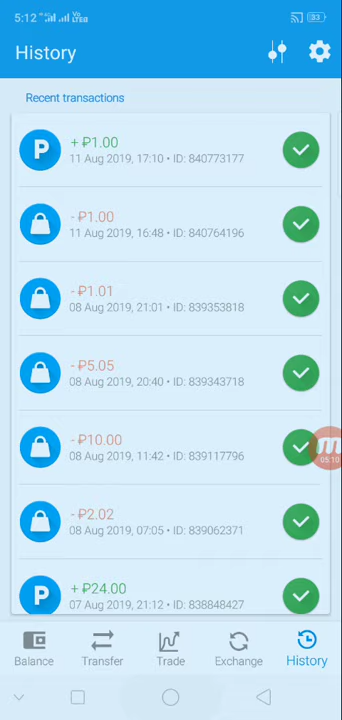 5:12
33
History
Recent transactions
P
+ ₽1.00
11 Aug 2019, 17:10 • ID: 840773177
- ₽1.00
11 Aug 2019, 16:48 • ID: 840764196
- ₽1.01
08 Aug 2019, 21:01 • ID: 839353818
- ₽5.05
08 Aug 2019, 20:40 • ID: 839343718
- ₽10.00
08 Aug 2019, 11:42 • ID: 839117796
05:10
- ₽2.02
08 Aug 2019, 07:05 • ID: 839062371
P
+ ₽24.00
07 Aug 2019, 21:12 • ID: 838848427
Balance Transfer Trade Exchange History